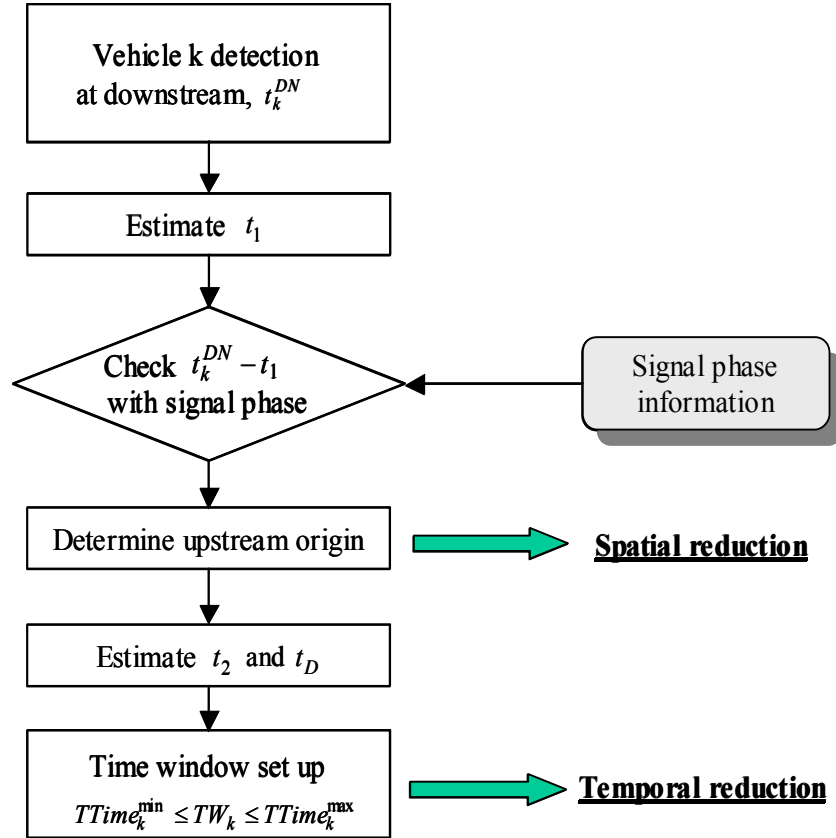 Vehicle k detection
at downstream, $t_k^{DN}$
Estimate $t_1$
Check $t_k^{DN} - t_1$
with signal phase
Signal phase
information
Determine upstream origin
Spatial reduction
Estimate $t_2$ and $t_D$
Time window set up
$TTime_k^{\min} \leq TW_k \leq TTime_k^{\max}$
Temporal reduction